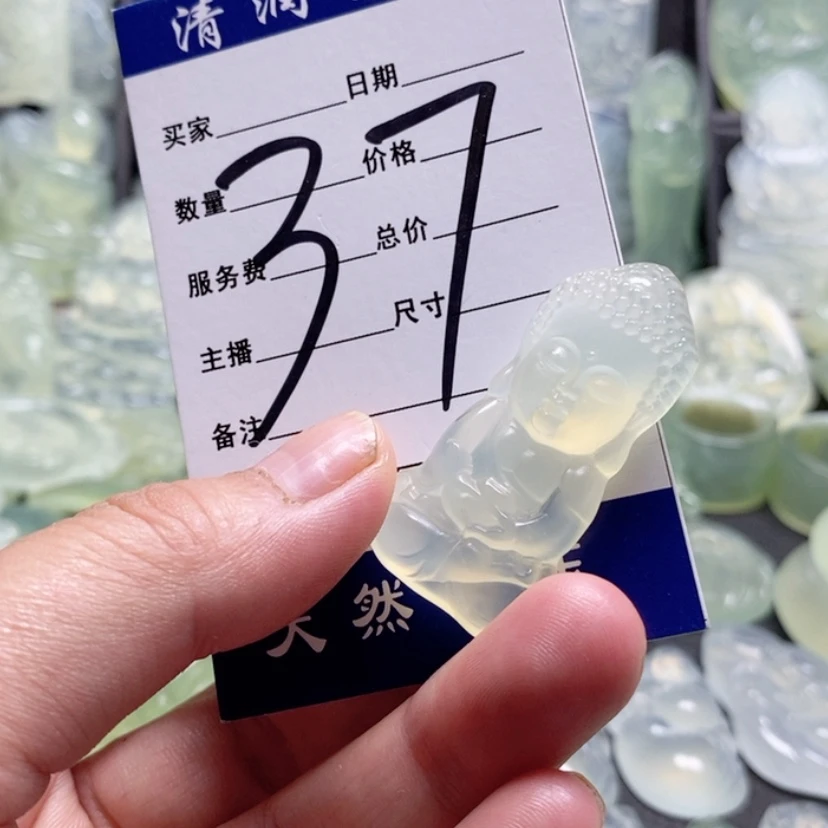 清润
日期
买家
价格
数量
总价
服务费
尺寸
主播
备注
37
天然